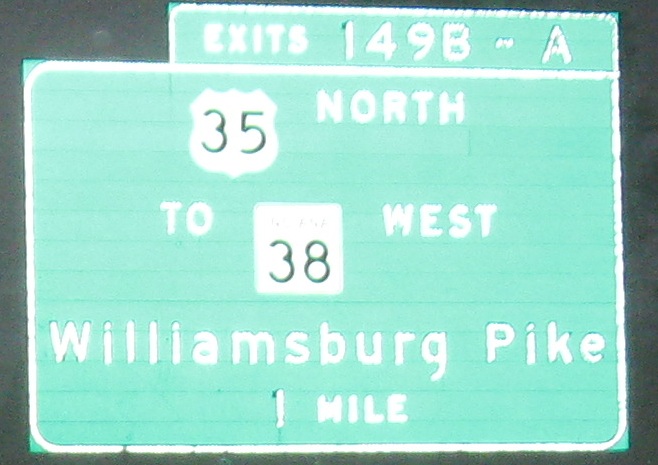 EXITS 149B - A
35 NORTH
TO 38 WEST
Williamsburg Pike
1 MILE